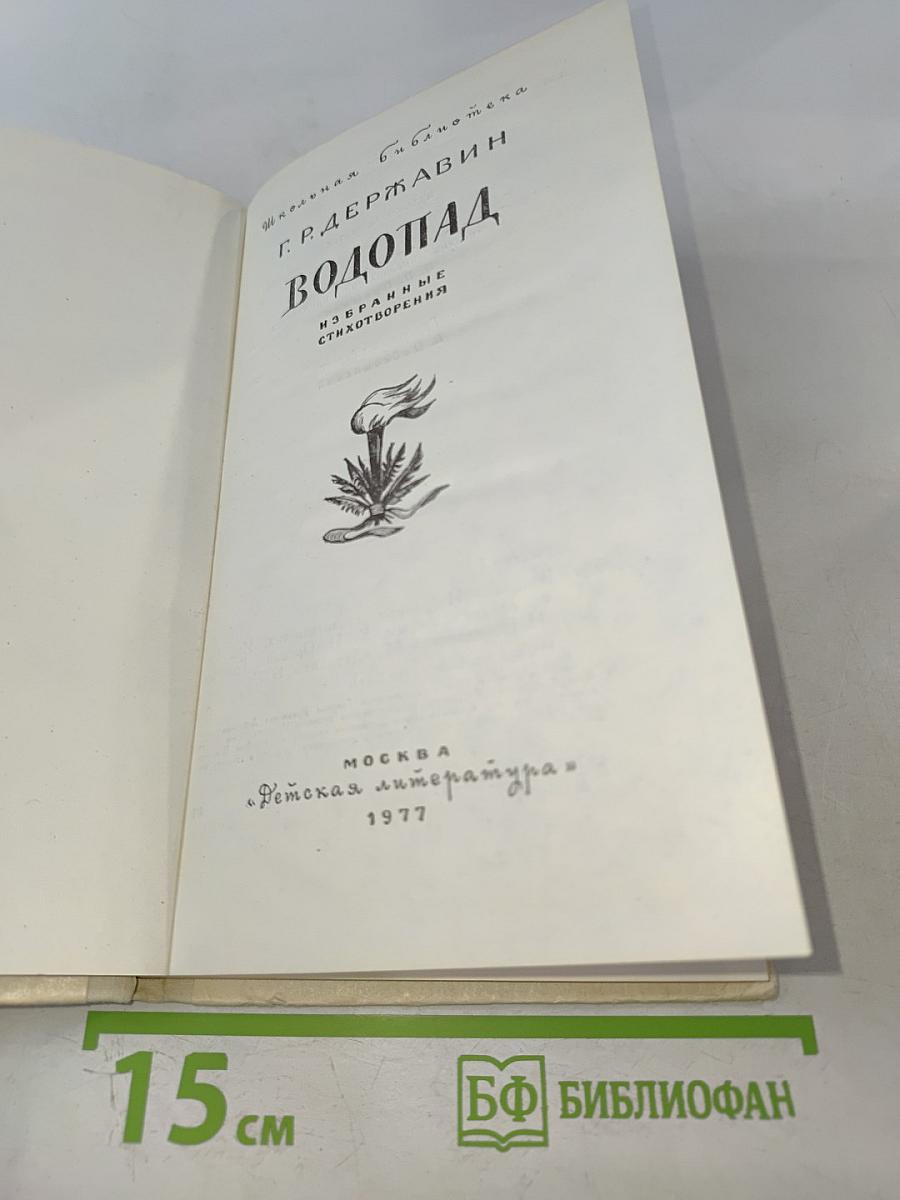 Школьная библиотека
Г. Р. ДЕРЖАВИН
ВОДОПАД
ИЗБРАННЫЕ
СТИХОТВОРЕНИЯ
МОСКВА
«Детская литература»
1977
15 см
БФ БИБЛИОФАН